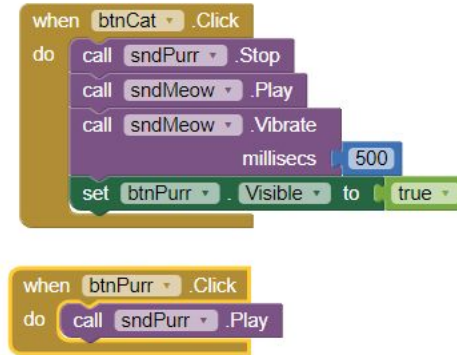 when btnCat .Click
do call sndPurr .Stop
call sndMeow .Play
call sndMeow .Vibrate
millisecs 500
set btnPurr . Visible to true
when btnPurr .Click
do call sndPurr .Play